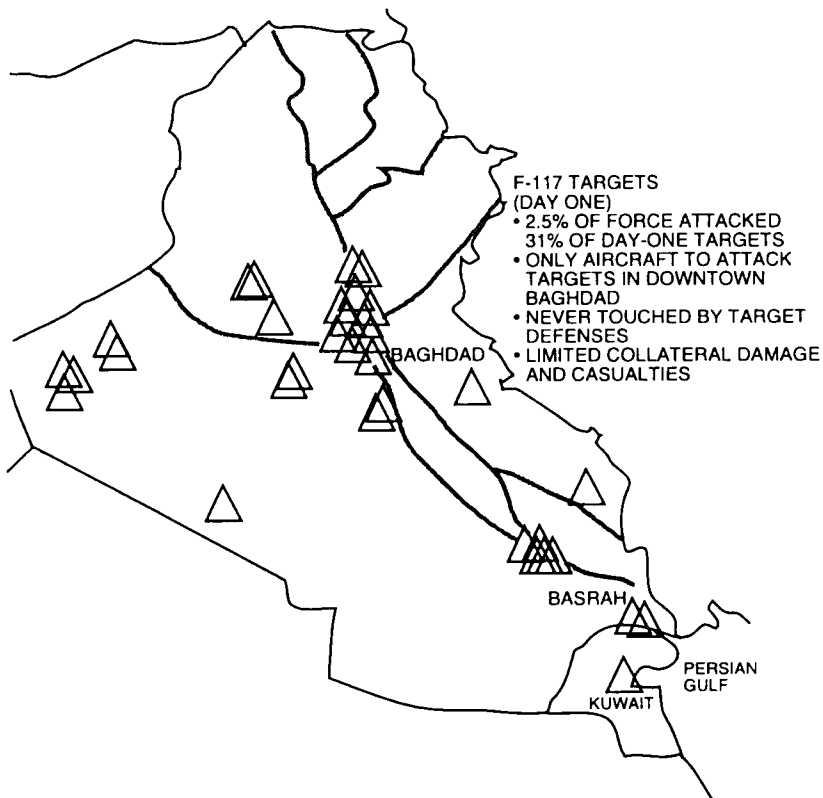 F-117 TARGETS
(DAY ONE)
• 2.5% OF FORCE ATTACKED
31% OF DAY-ONE TARGETS
• ONLY AIRCRAFT TO ATTACK
TARGETS IN DOWNTOWN
BAGHDAD
• NEVER TOUCHED BY TARGET
DEFENSES
• LIMITED COLLATERAL DAMAGE
AND CASUALTIES
BAGHDAD
BASRAH
PERSIAN
GULF
KUWAIT